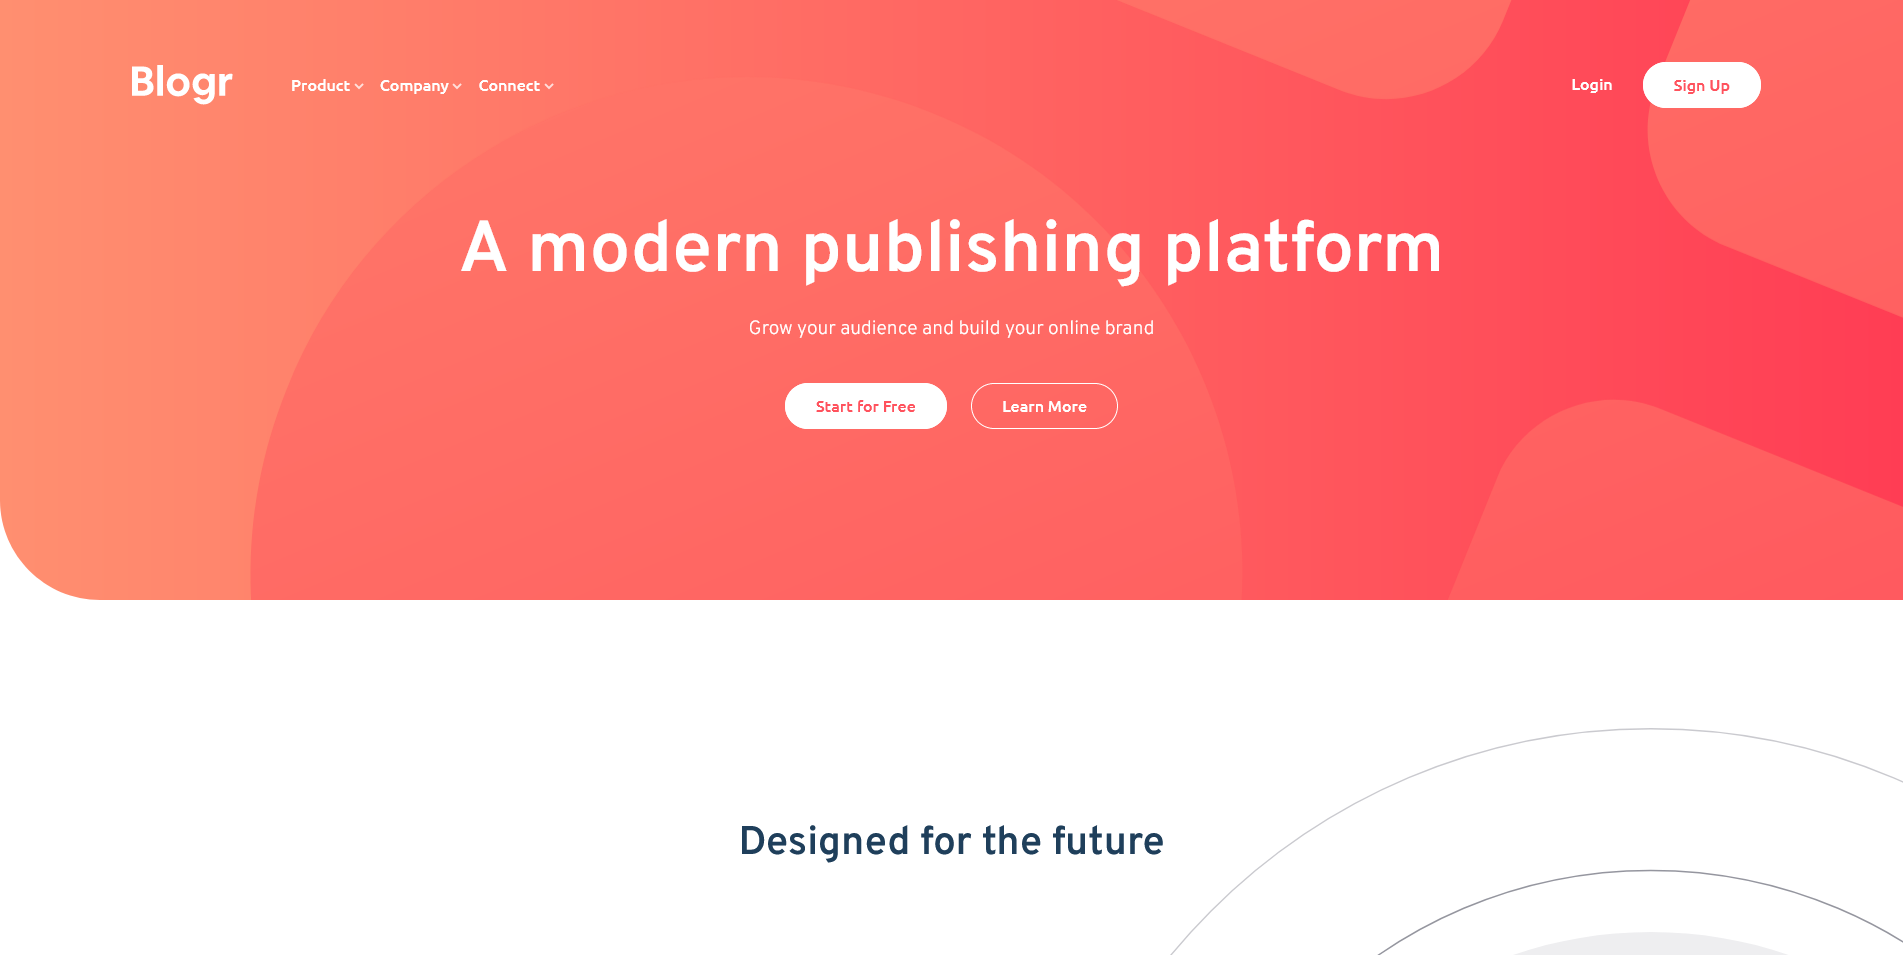 Blogr
Product Company Connect
Login
Sign Up
A modern publishing platform
Grow your audience and build your online brand
Start for Free
Learn More
Designed for the future